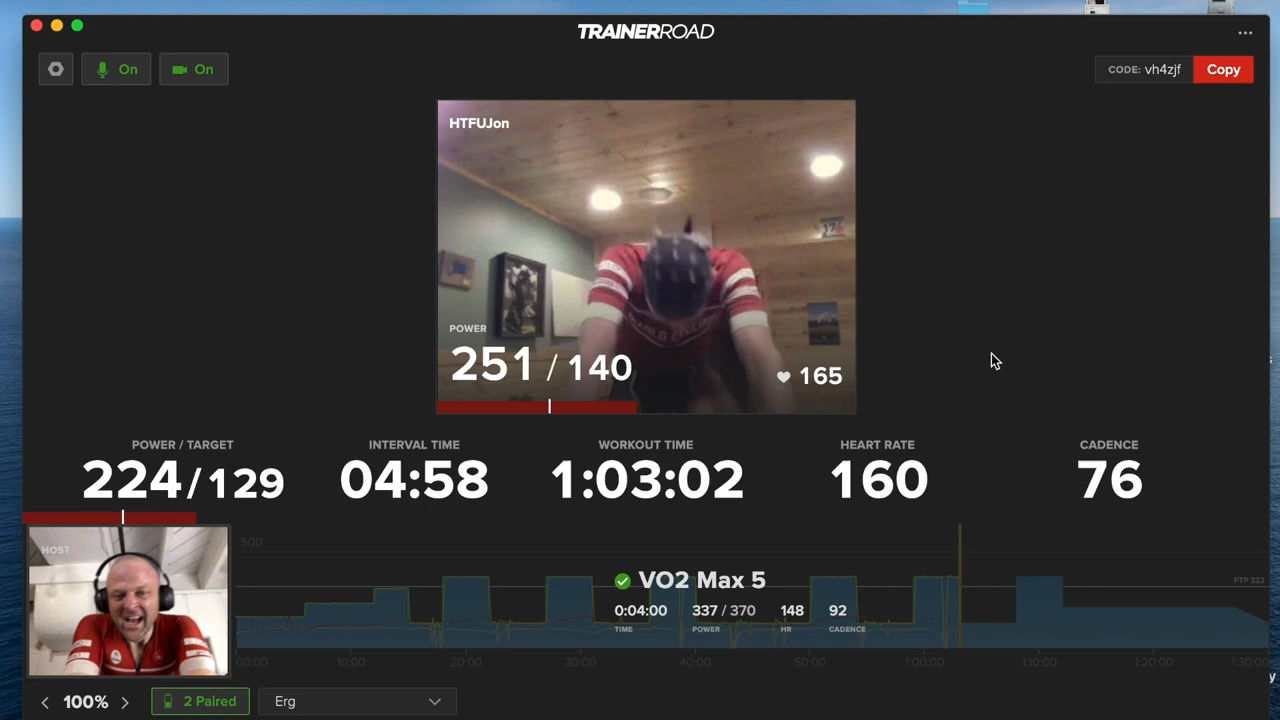 TRAINERROAD
On
On
CODE: vh4zjf
Copy
HTFUJon
POWER
251 / 140
165
POWER / TARGET
224/129
INTERVAL TIME
04:58
WORKOUT TIME
1:03:02
HEART RATE
160
CADENCE
76
HOST
500
VO2 Max 5
0:04:00
TIME
337 / 370
POWER
148
HR
92
CADENCE
FTP 322
00:00
10:00
20:00
30:00
40:00
50:00
1:00:00
1:10:00
1:20:00
1:30:00
100%
2 Paired
Erg